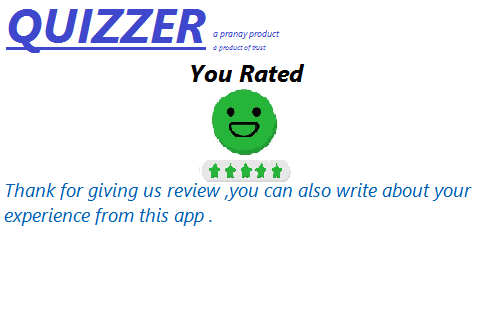 QUIZZER
a pranay product
a product of trust
You Rated
Thank for giving us review ,you can also write about your
experience from this app .